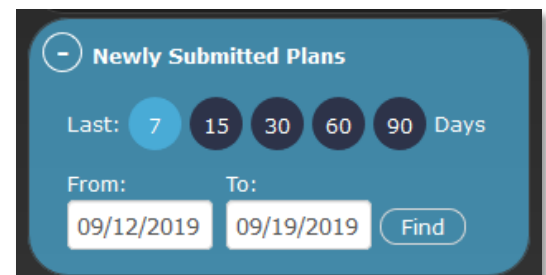 - Newly Submitted Plans
Last: 7 15 30 60 90 Days
From: To:
09/12/2019 09/19/2019 Find